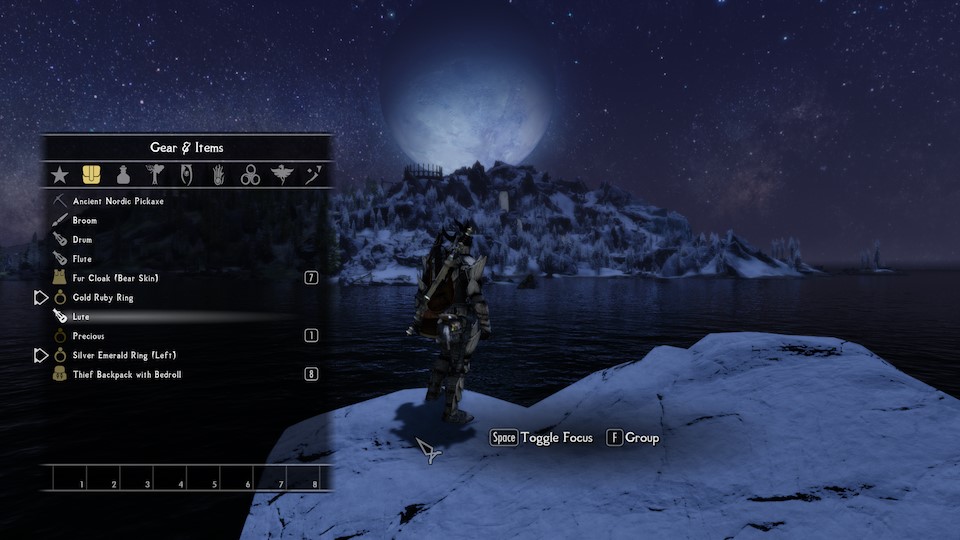 Gear & Items
Ancient Nordic Pickaxe
Broom
Drum
Flute
Fur Cloak (Bear Skin) 7
Gold Ruby Ring
Lute
Precious 1
Silver Emerald Ring (Left)
Thief Backpack with Bedroll 8
Space Toggle Focus F Group
1 2 3 4 5 6 7 8